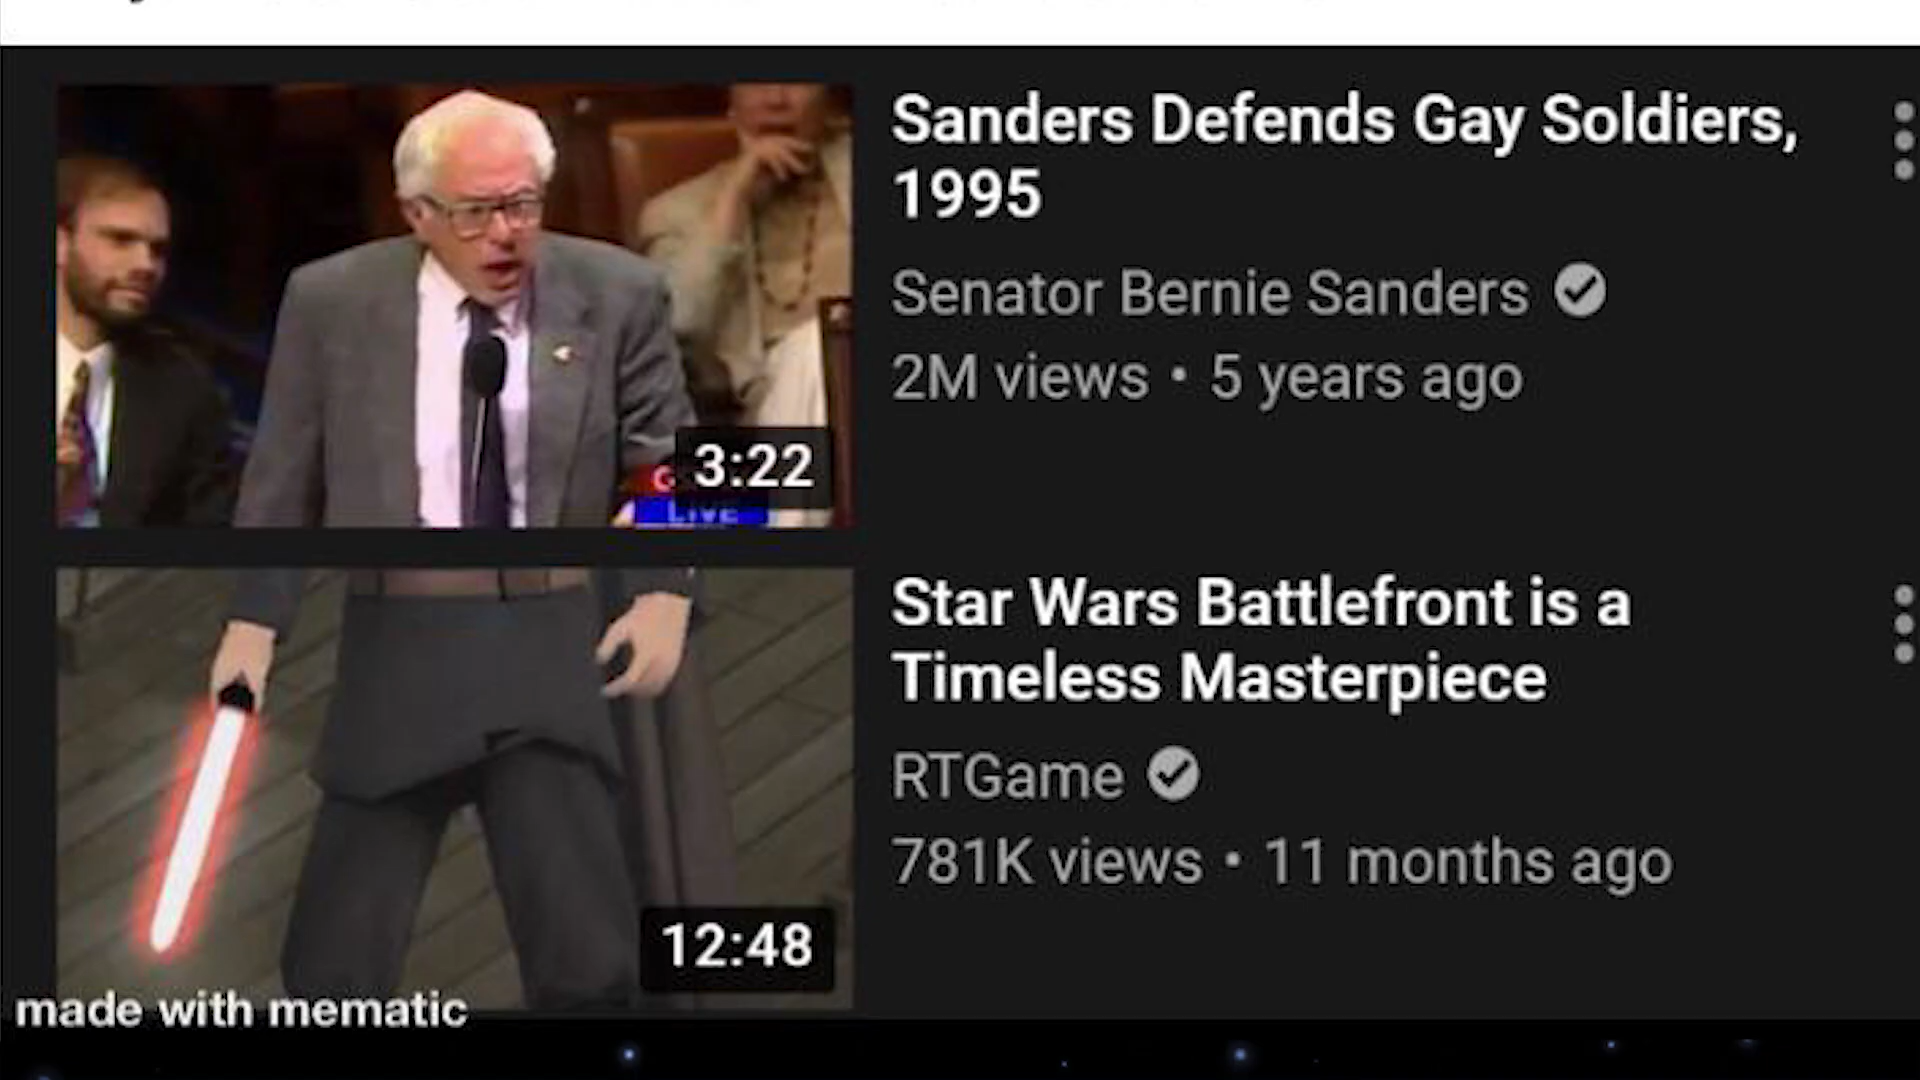 Sanders Defends Gay Soldiers,
1995
Senator Bernie Sanders
2M views • 5 years ago
3:22
LIVE
Star Wars Battlefront is a
Timeless Masterpiece
RTGame
781K views • 11 months ago
12:48
made with mematic